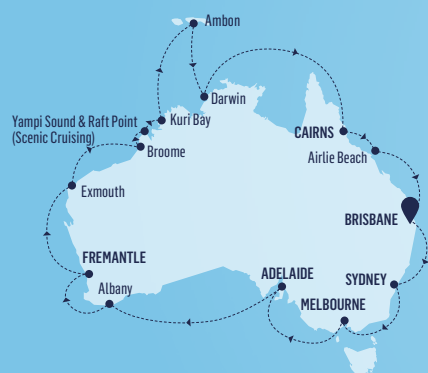 Ambon
Darwin
Yampi Sound & Raft Point
(Scenic Cruising)
Kuri Bay
Broome
CAIRNS
Airlie Beach
Exmouth
BRISBANE
FREMANTLE
Albany
ADELAIDE
SYDNEY
MELBOURNE